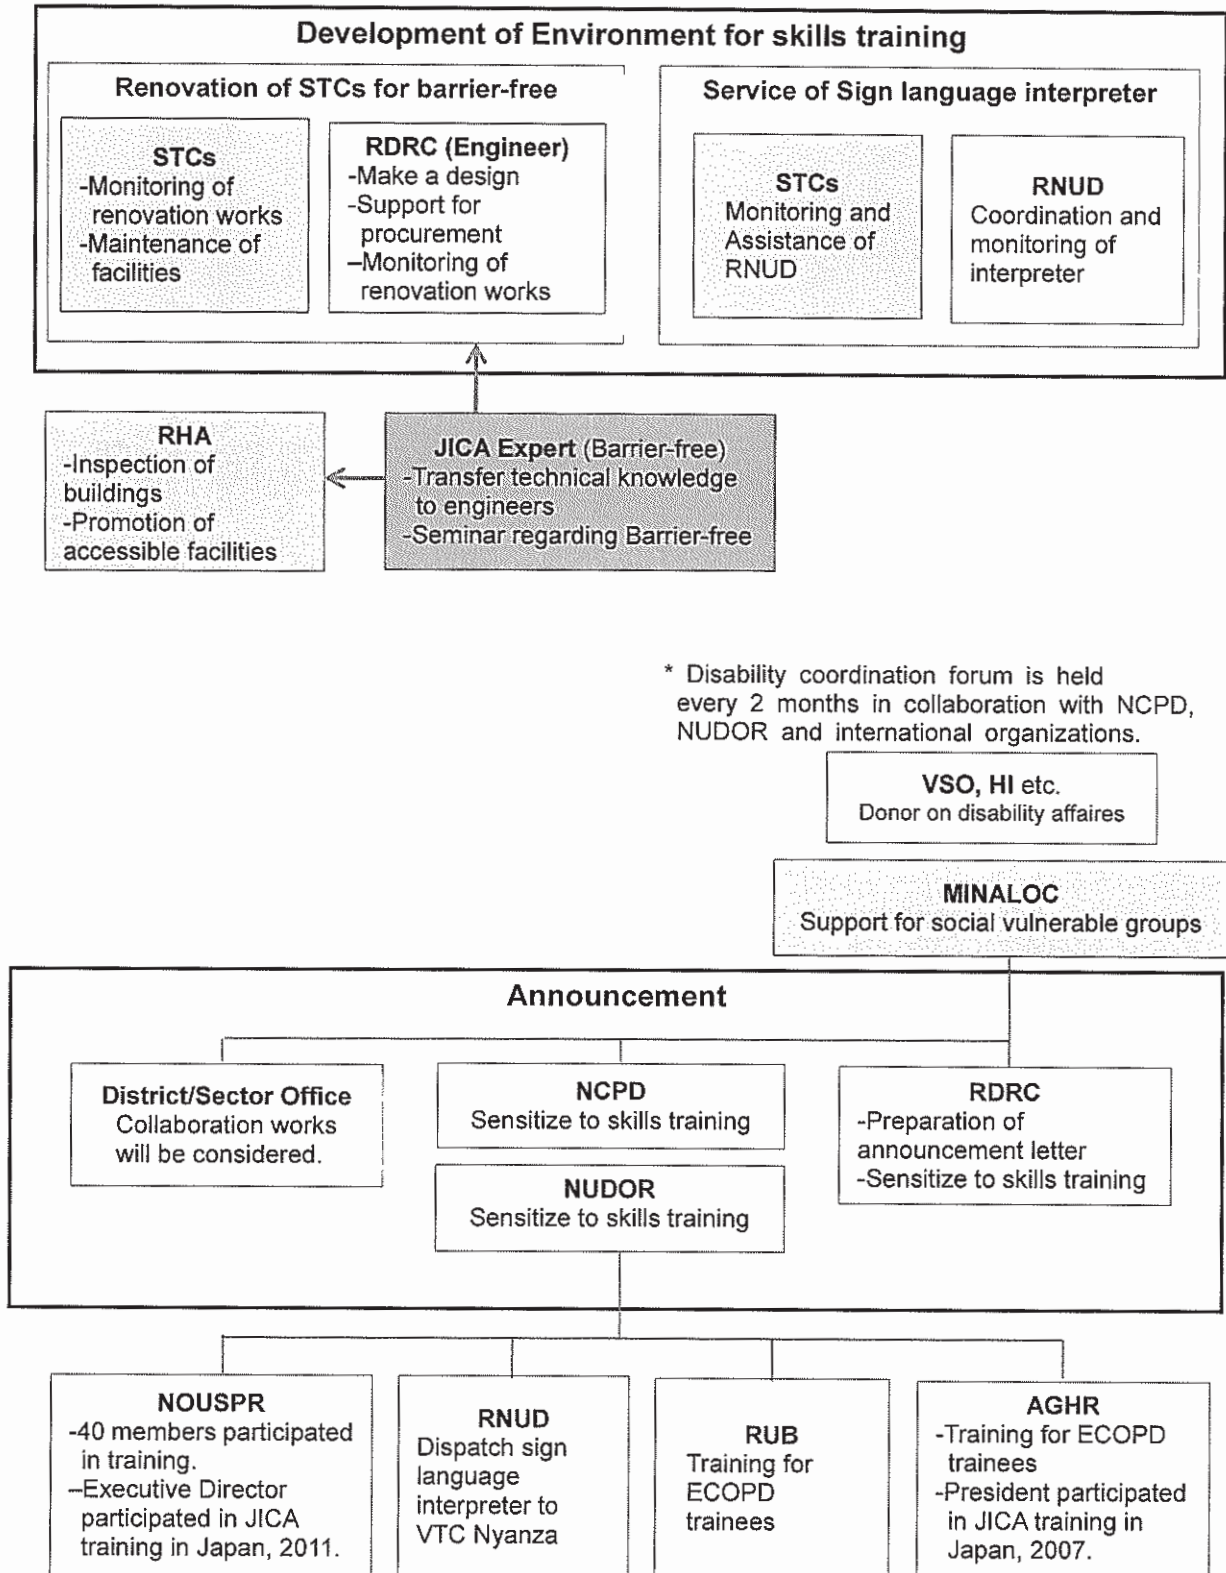 Development of Environment for skills training
Renovation of STCs for barrier-free
STCs
-Monitoring of
renovation works
-Maintenance of
facilities
RDRC (Engineer)
-Make a design
-Support for
procurement
–Monitoring of
renovation works
Service of Sign language interpreter
STCs
Monitoring and
Assistance of
RNUD
RNUD
Coordination and
monitoring of
interpreter
RHA
-Inspection of
buildings
-Promotion of
accessible facilities
JICA Expert (Barrier-free)
-Transfer technical knowledge
to engineers
-Seminar regarding Barrier-free
* Disability coordination forum is held
every 2 months in collaboration with NCPD,
NUDOR and international organizations.
VSO, HI etc.
Donor on disability affaires
MINALOC
Support for social vulnerable groups
Announcement
District/Sector Office
Collaboration works
will be considered.
NCPD
Sensitize to skills training
NUDOR
Sensitize to skills training
RDRC
-Preparation of
announcement letter
-Sensitize to skills training
NOUSPR
-40 members participated
in training.
–Executive Director
participated in JICA
training in Japan, 2011.
RNUD
Dispatch sign
language
interpreter to
VTC Nyanza
RUB
Training for
ECOPD
trainees
AGHR
-Training for ECOPD
trainees
-President participated
in JICA training in
Japan, 2007.